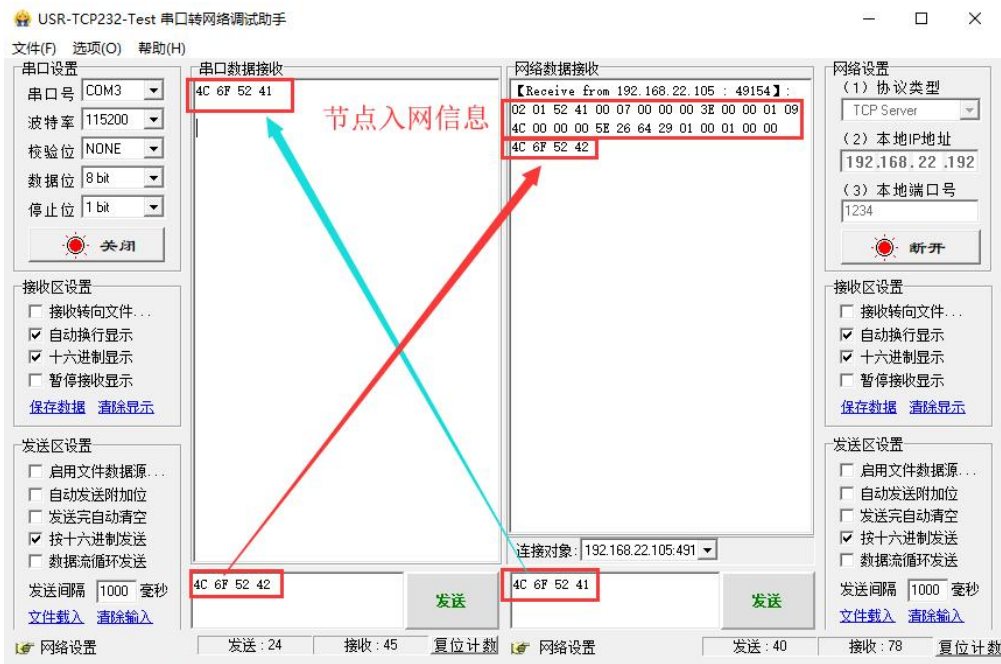 USR-TCP232-Test 串口转网络调试助手
文件(F) 选项(O) 帮助(H)
串口设置
串口号 COM3
波特率 115200
校验位 NONE
数据位 8 bit
停止位 1 bit
关闭
接收区设置
接收转向文件...
自动换行显示
十六进制显示
暂停接收显示
保存数据 清除显示
发送区设置
启用文件数据源...
自动发送附加位
发送完自动清空
按十六进制发送
数据流循环发送
发送间隔 1000 毫秒
文件载入 清除输入
串口数据接收
4C 6F 52 41
节点入网信息
4C 6F 52 42
发送
网络数据接收
【Receive from 192.168.22.105 : 49154】:
02 01 52 41 00 07 00 00 00 3E 00 00 01 09
4C 00 00 00 5E 26 64 29 01 00 01 00 00
4C 6F 52 42
连接对象: 192.168.22.105:491
4C 6F 52 41
发送
网络设置
(1) 协议类型
TCP Server
(2) 本地IP地址
192.168.22.192
(3) 本地端口号
1234
断开
接收区设置
接收转向文件...
自动换行显示
十六进制显示
暂停接收显示
保存数据 清除显示
发送区设置
启用文件数据源...
自动发送附加位
发送完自动清空
按十六进制发送
数据流循环发送
发送间隔 1000 毫秒
文件载入 清除输入
网络设置 发送:24 接收:45 复位计数
网络设置 发送:40 接收:78 复位计数